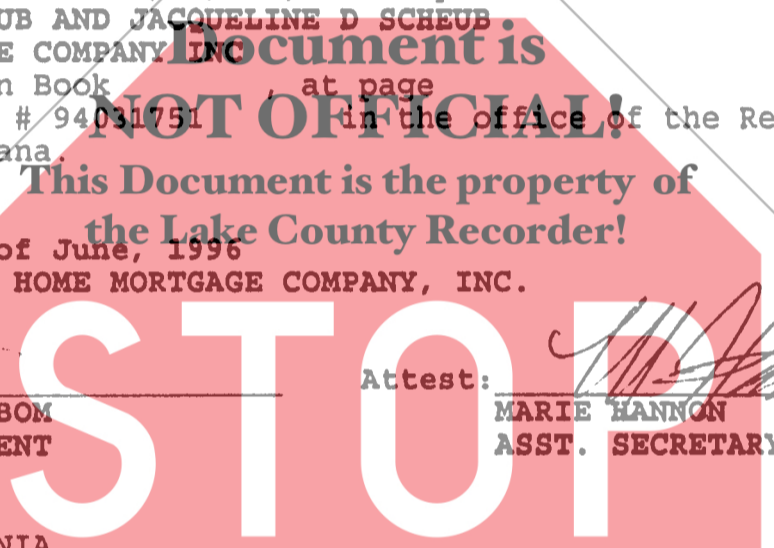 UB AND JACQUELINE D SCHEUB
E COMPANY INC
n Book , at page
# 94031751 in the office of the Re
ana.
Document is
NOT OFFICIAL!
This Document is the property of
the Lake County Recorder!
of June, 1996
HOME MORTGAGE COMPANY, INC.
STOP
Attest:
BOM MARIE HANNON
ENT ASST. SECRETARY
NIA